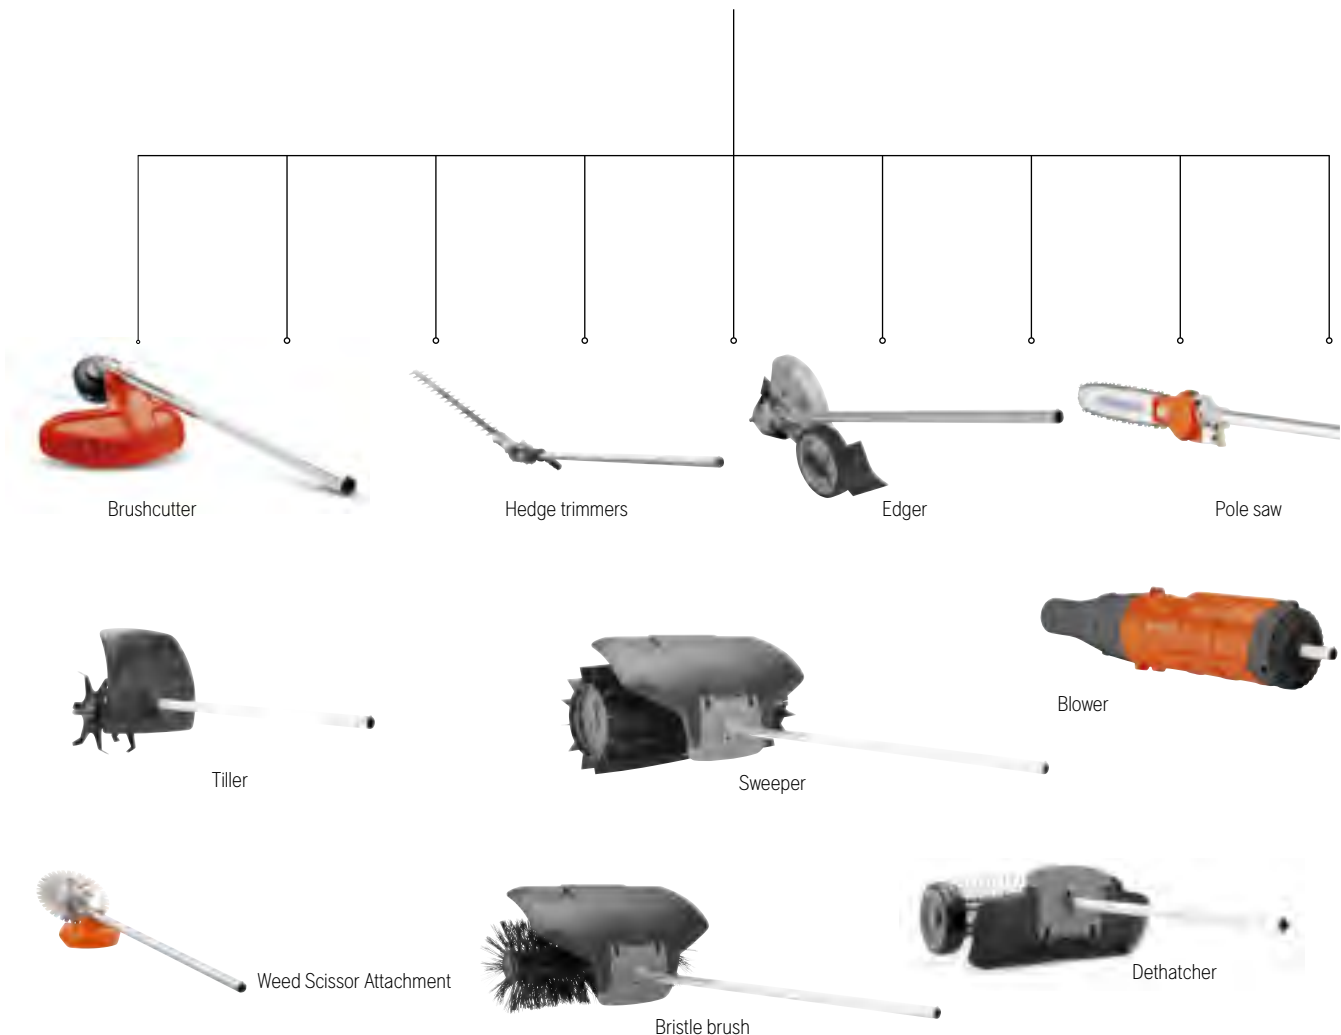 Brushcutter
Hedge trimmers
Edger
Pole saw
Blower
Tiller
Sweeper
Weed Scissor Attachment
Dethatcher
Bristle brush